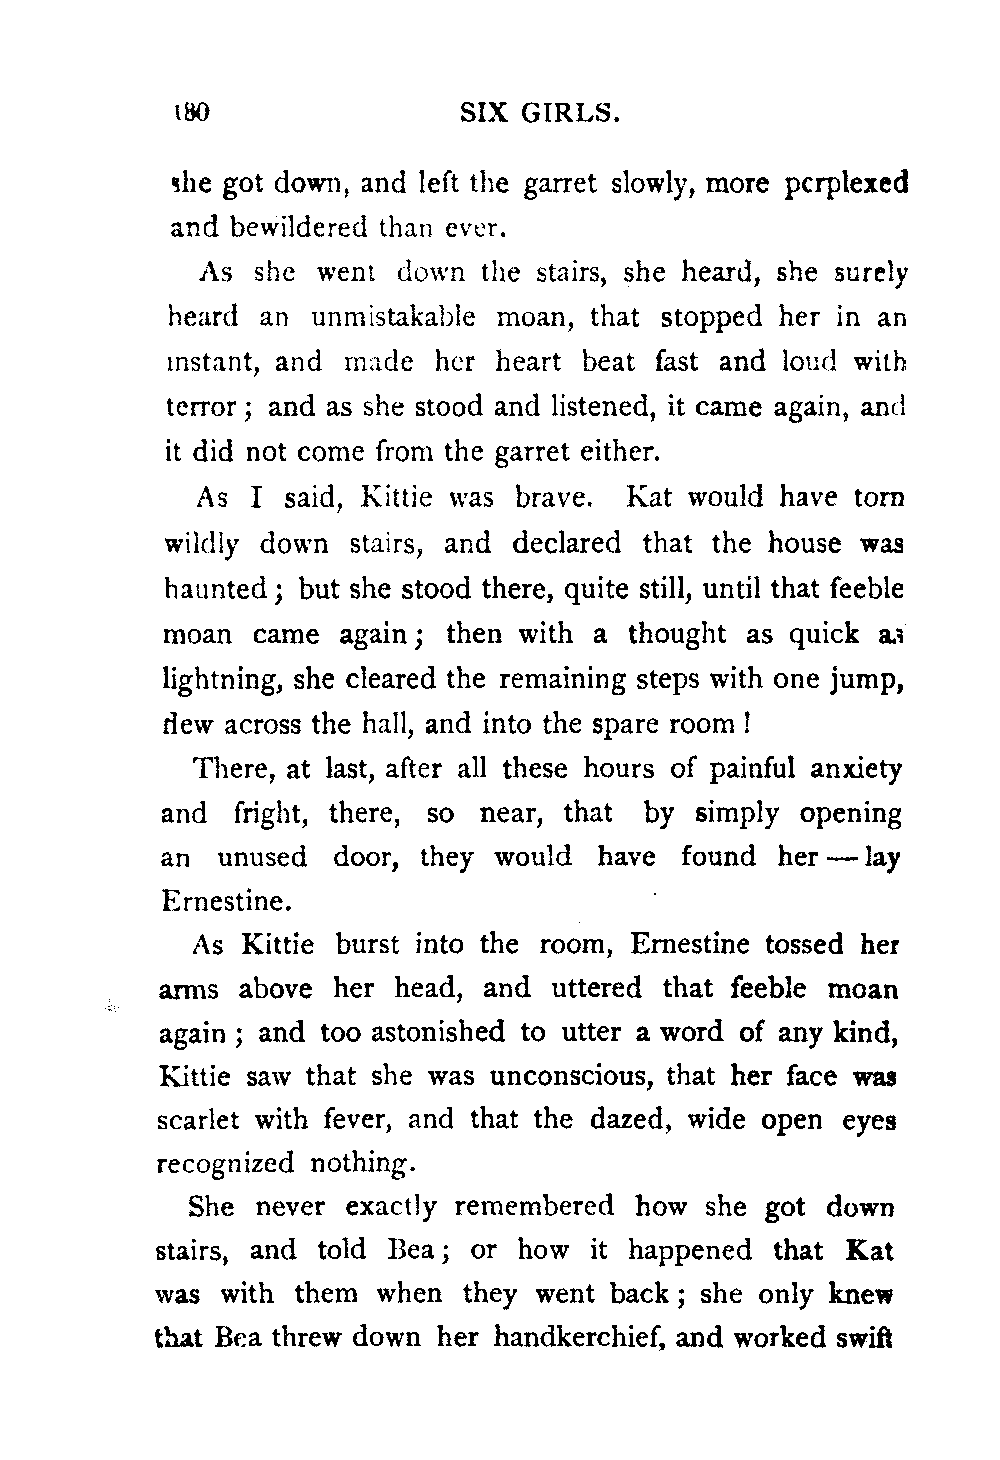 180 SIX GIRLS.
she got down, and left the garret slowly, more perplexed
and bewildered than ever.
As she went down the stairs, she heard, she surely
heard an unmistakable moan, that stopped her in an
instant, and made her heart beat fast and loud with
terror; and as she stood and listened, it came again, and
it did not come from the garret either.
As I said, Kittie was brave. Kat would have torn
wildly down stairs, and declared that the house was
haunted; but she stood there, quite still, until that feeble
moan came again; then with a thought as quick as
lightning, she cleared the remaining steps with one jump,
flew across the hall, and into the spare room!
There, at last, after all these hours of painful anxiety
and fright, there, so near, that by simply opening
an unused door, they would have found her — lay
Ernestine.
As Kittie burst into the room, Ernestine tossed her
arms above her head, and uttered that feeble moan
again; and too astonished to utter a word of any kind,
Kittie saw that she was unconscious, that her face was
scarlet with fever, and that the dazed, wide open eyes
recognized nothing.
She never exactly remembered how she got down
stairs, and told Bea; or how it happened that Kat
was with them when they went back; she only knew
that Bea threw down her handkerchief, and worked swift